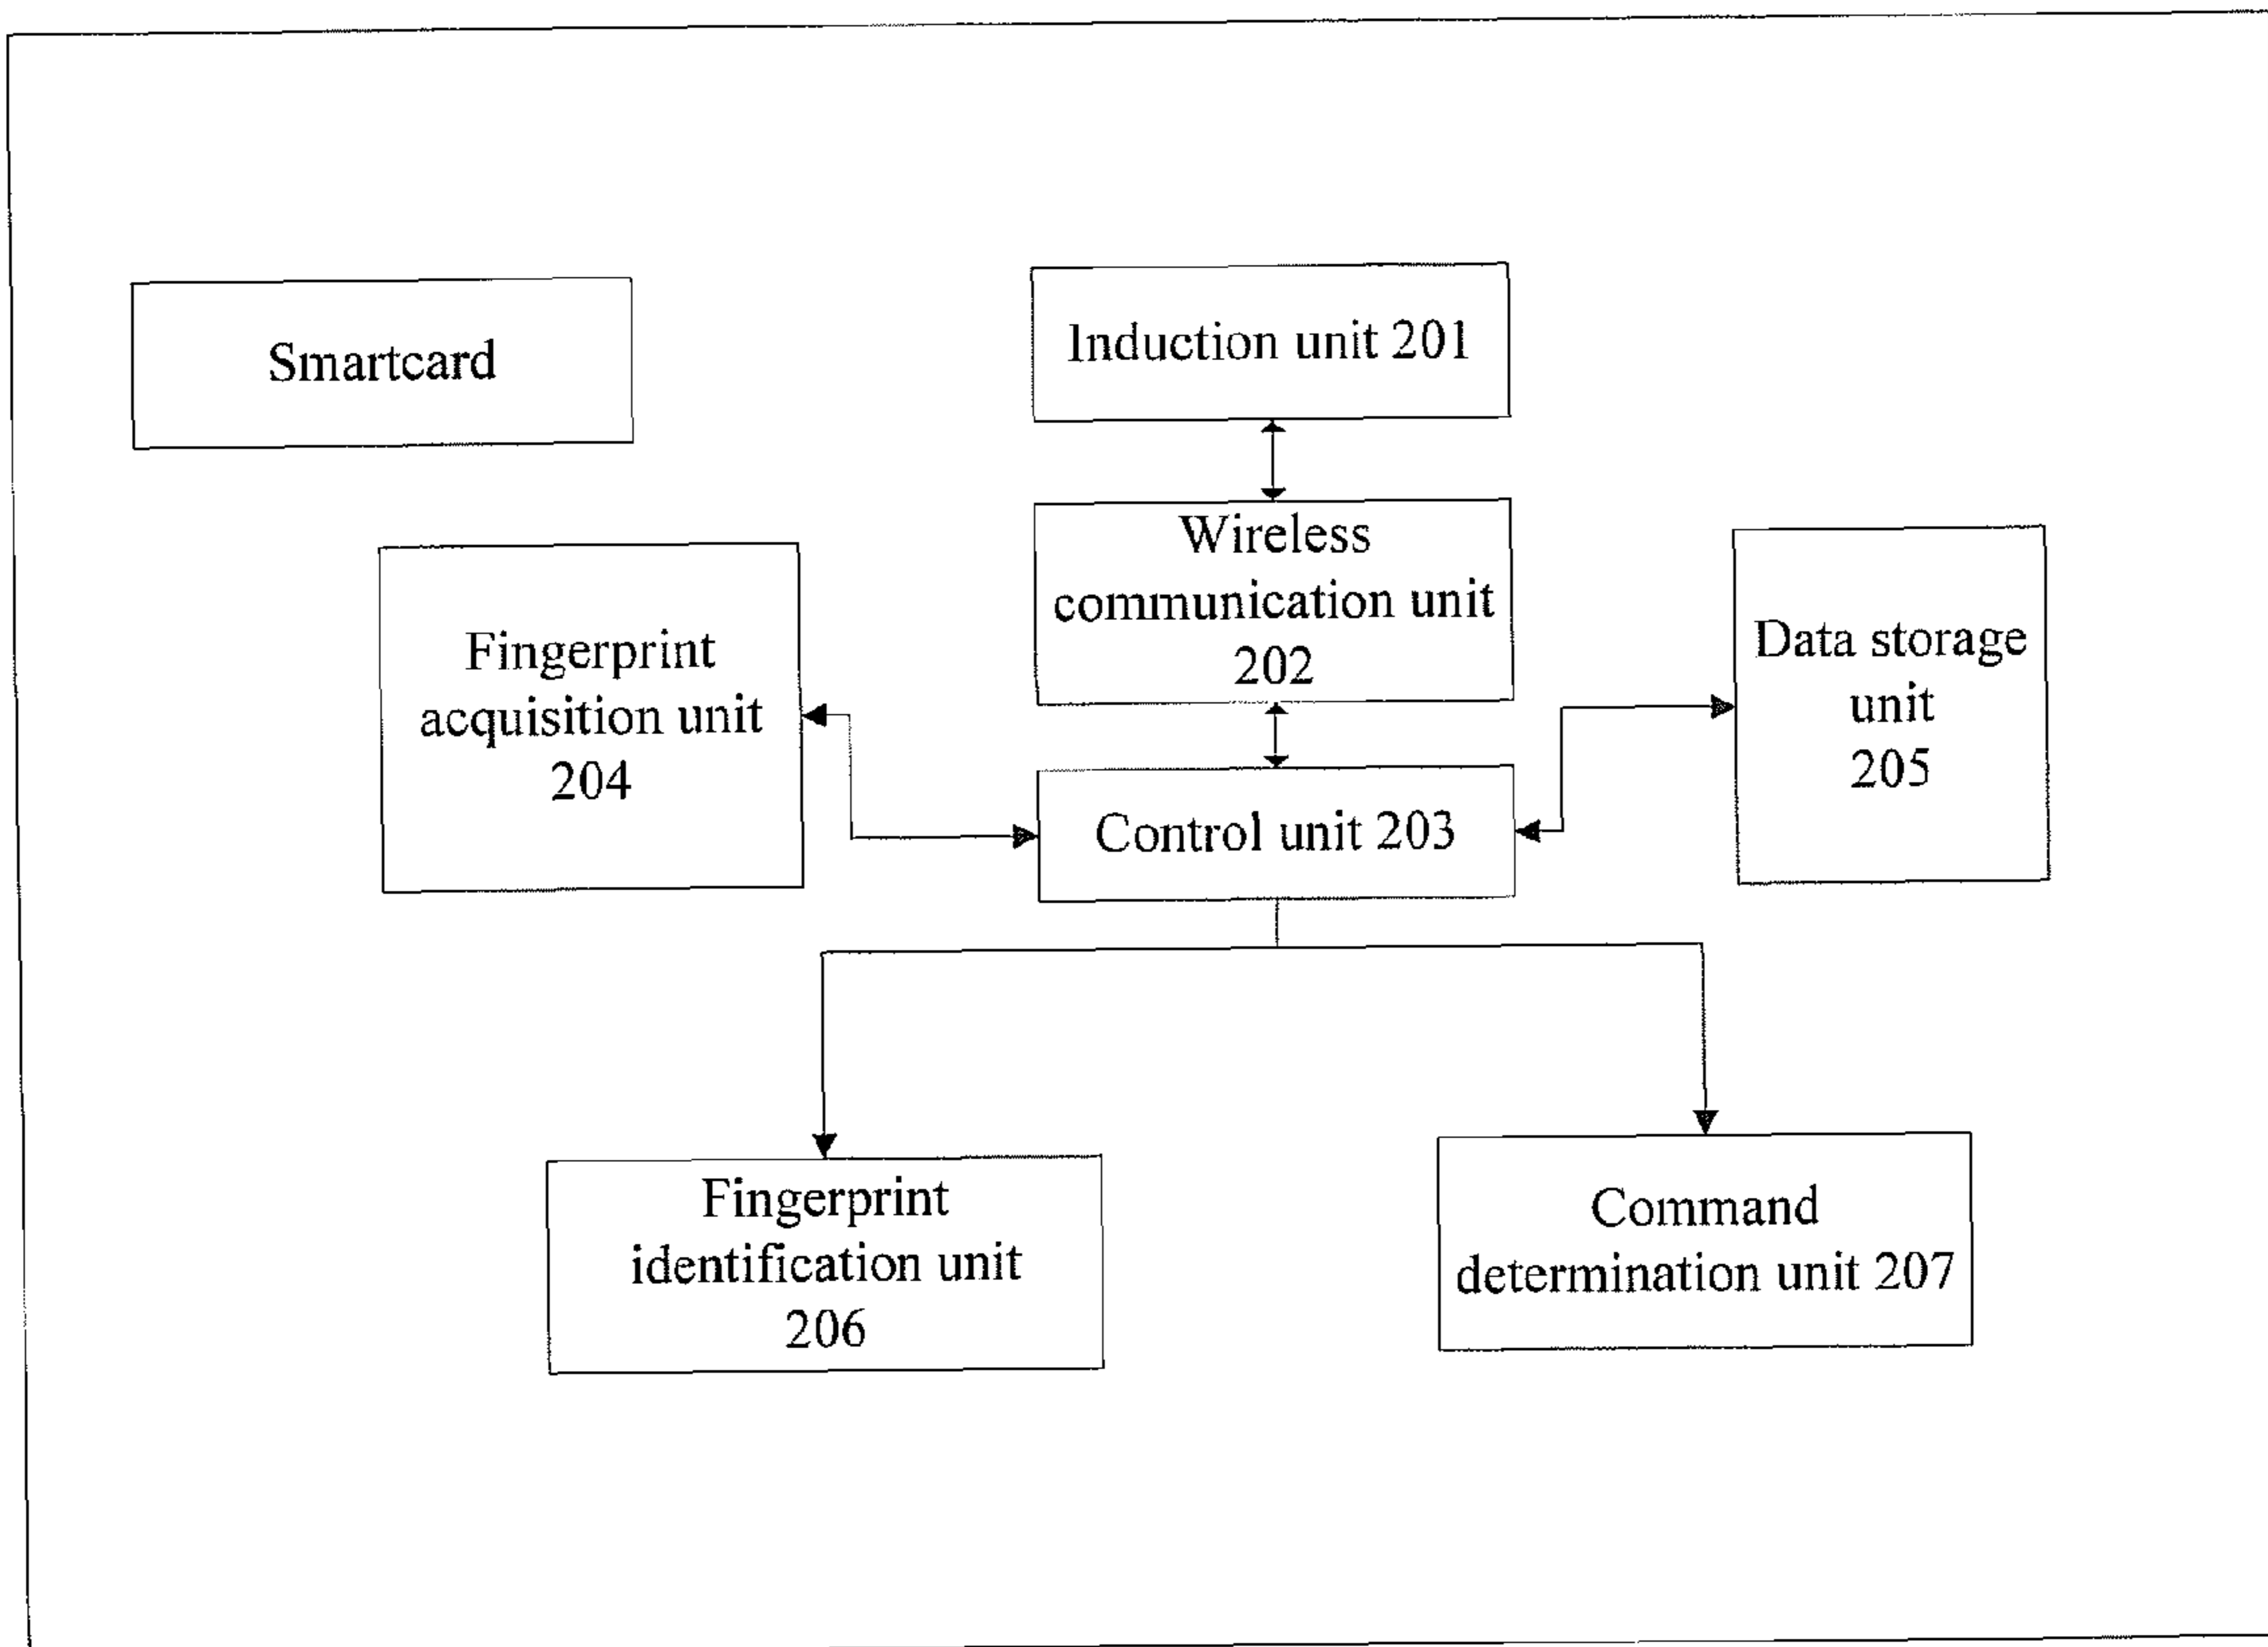 Smartcard
Induction unit 201
Wireless
communication unit
202
Fingerprint
acquisition unit
204
Data storage
unit
205
Control unit 203
Fingerprint
identification unit
206
Command
determination unit 207